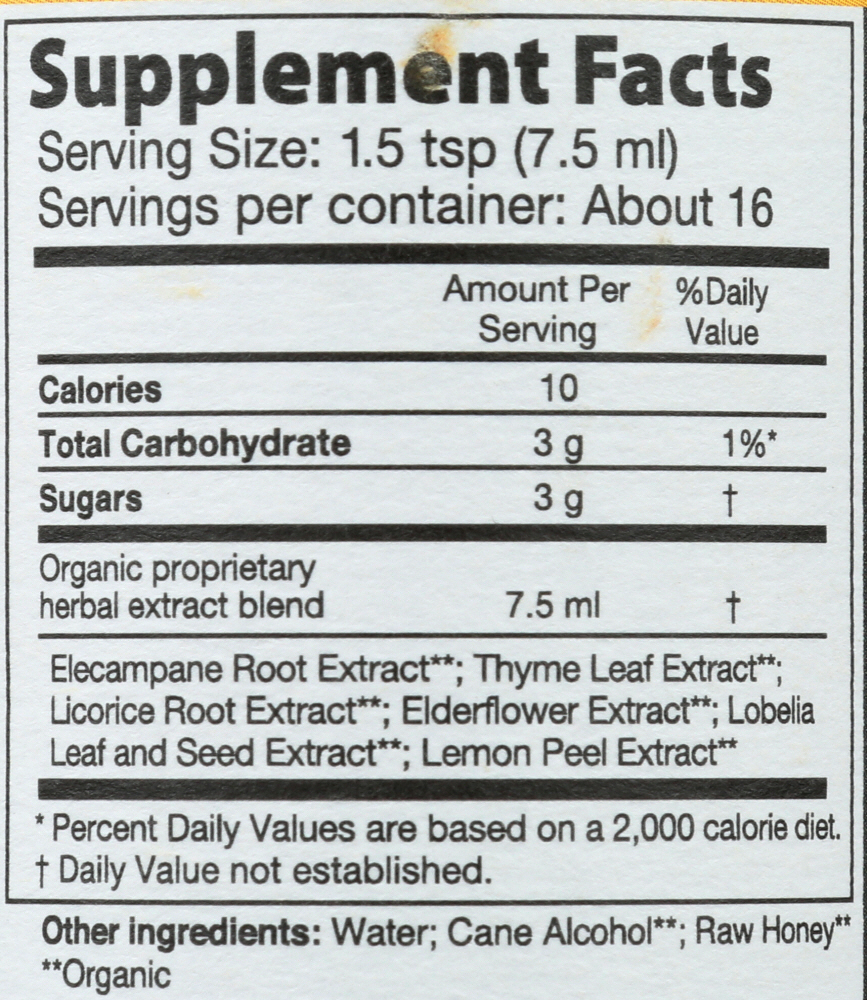 Supplement Facts
Serving Size: 1.5 tsp (7.5 ml)
Servings per container: About 16
Amount Per %Daily
Serving Value
Calories 10
Total Carbohydrate 3 g 1%*
Sugars 3 g †
Organic proprietary
herbal extract blend 7.5 ml †
Elecampane Root Extract**; Thyme Leaf Extract**;
Licorice Root Extract**; Elderflower Extract**; Lobelia
Leaf and Seed Extract**; Lemon Peel Extract**
* Percent Daily Values are based on a 2,000 calorie diet.
† Daily Value not established.
Other ingredients: Water; Cane Alcohol**; Raw Honey**
**Organic